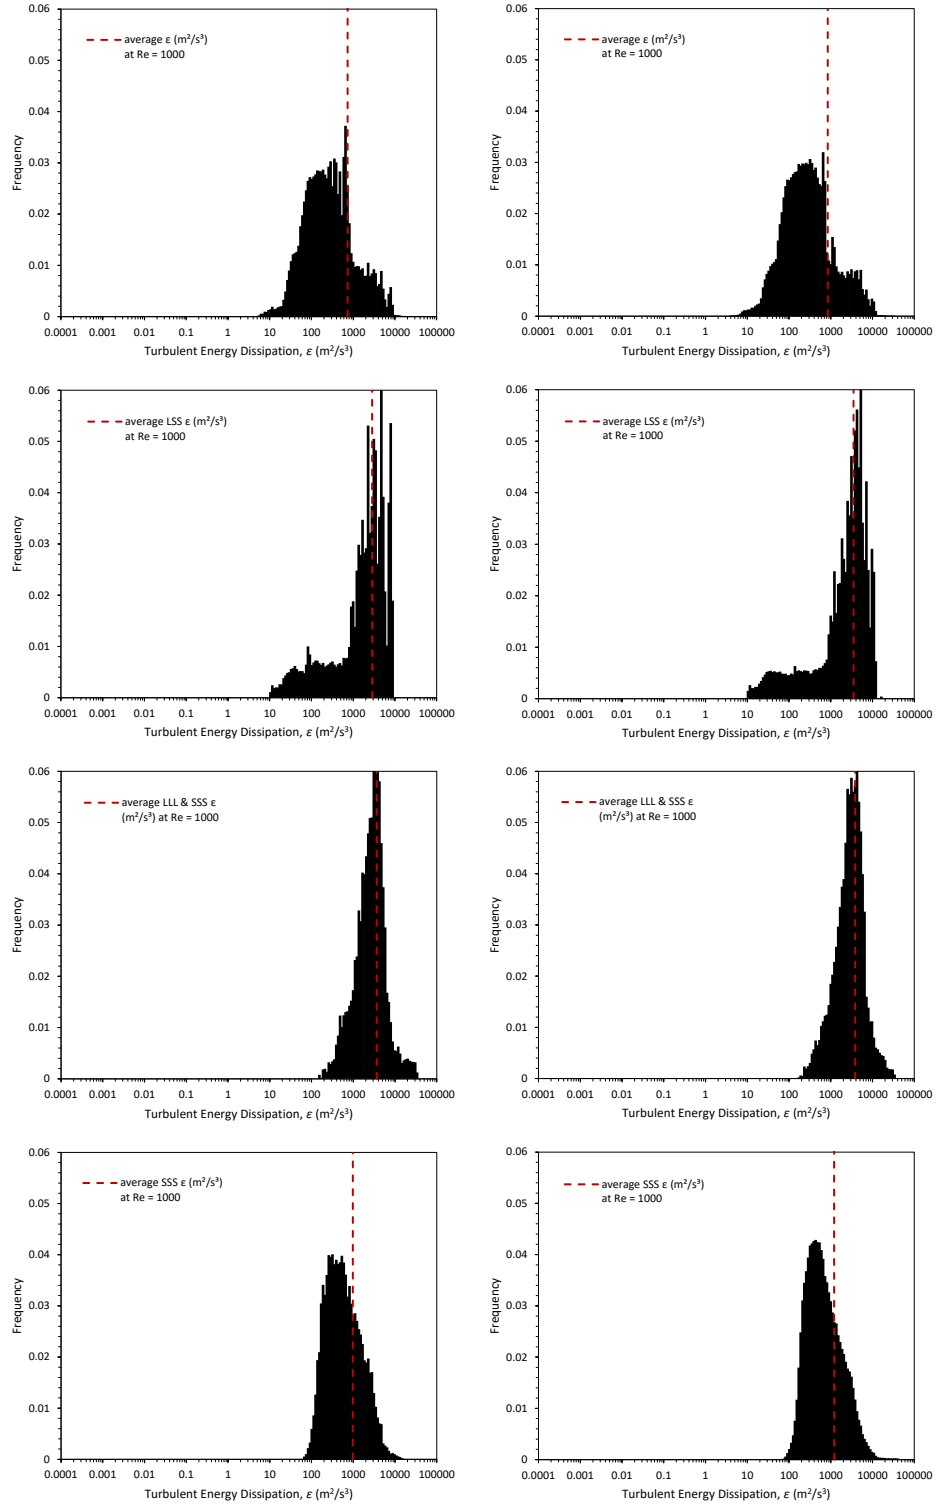 0.06
0.05
0.04
0.03
0.02
0.01
0
Frequency
average ε (m²/s³)
at Re = 1000
0.0001 0.001 0.01 0.1 1 10 100 1000 10000 100000
Turbulent Energy Dissipation, ε (m²/s³)
0.06
0.05
0.04
0.03
0.02
0.01
0
Frequency
average ε (m²/s³)
at Re = 1000
0.0001 0.001 0.01 0.1 1 10 100 1000 10000 100000
Turbulent Energy Dissipation, ε (m²/s³)
0.06
0.05
0.04
0.03
0.02
0.01
0
Frequency
average LSS ε (m²/s³)
at Re = 1000
0.0001 0.001 0.01 0.1 1 10 100 1000 10000 100000
Turbulent Energy Dissipation, ε (m²/s³)
0.06
0.05
0.04
0.03
0.02
0.01
0
Frequency
average LSS ε (m²/s³)
at Re = 1000
0.0001 0.001 0.01 0.1 1 10 100 1000 10000 100000
Turbulent Energy Dissipation, ε (m²/s³)
0.06
0.05
0.04
0.03
0.02
0.01
0
Frequency
average LLL & SSS ε
(m²/s³) at Re = 1000
0.0001 0.001 0.01 0.1 1 10 100 1000 10000 100000
Turbulent Energy Dissipation, ε (m²/s³)
0.06
0.05
0.04
0.03
0.02
0.01
0
Frequency
average LLL & SSS ε
(m²/s³) at Re = 1000
0.0001 0.001 0.01 0.1 1 10 100 1000 10000 100000
Turbulent Energy Dissipation, ε (m²/s³)
0.06
0.05
0.04
0.03
0.02
0.01
0
Frequency
average SSS ε (m²/s³)
at Re = 1000
0.0001 0.001 0.01 0.1 1 10 100 1000 10000 100000
Turbulent Energy Dissipation, ε (m²/s³)
0.06
0.05
0.04
0.03
0.02
0.01
0
Frequency
average SSS ε (m²/s³)
at Re = 1000
0.0001 0.001 0.01 0.1 1 10 100 1000 10000 100000
Turbulent Energy Dissipation, ε (m²/s³)